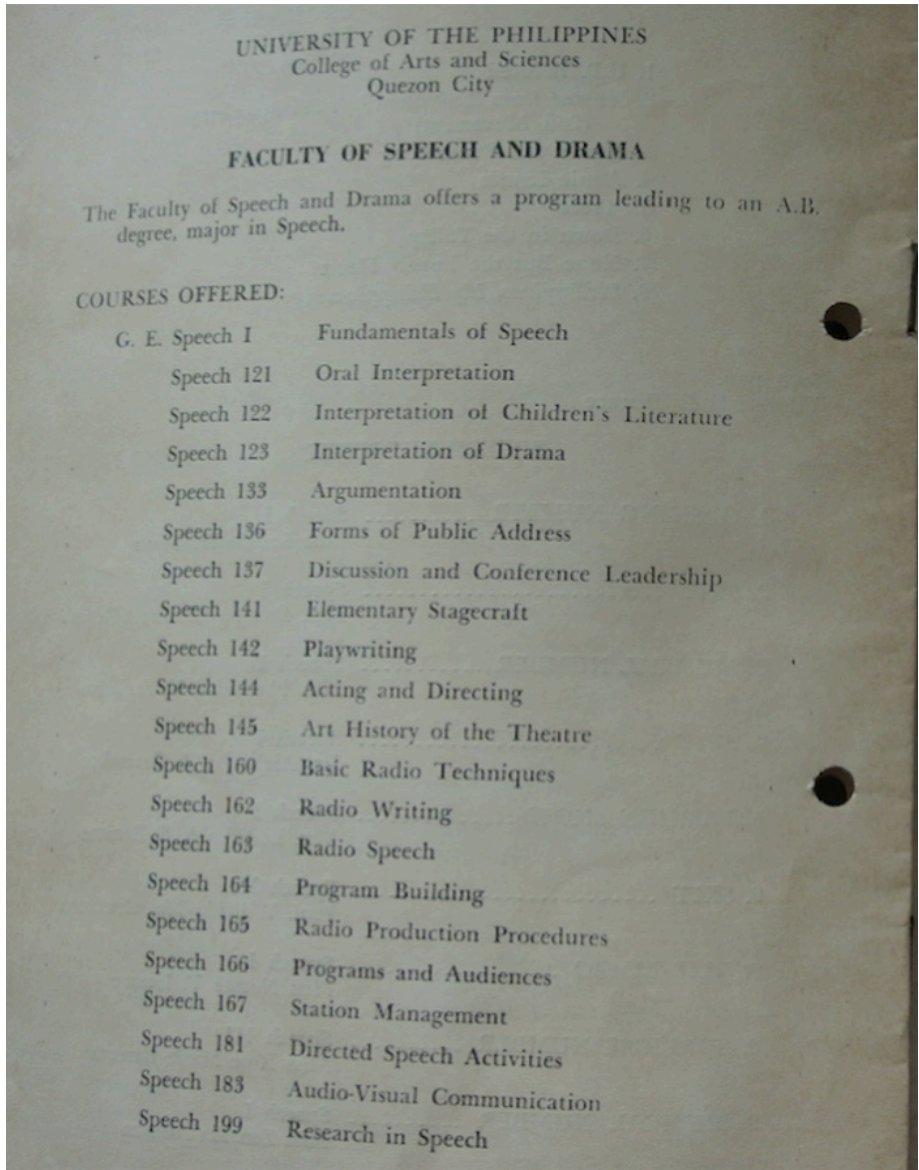 UNIVERSITY OF THE PHILIPPINES
College of Arts and Sciences
Quezon City
FACULTY OF SPEECH AND DRAMA
The Faculty of Speech and Drama offers a program leading to an A.B.
degree, major in Speech.
COURSES OFFERED:
G. E. Speech I Fundamentals of Speech
Speech 121 Oral Interpretation
Speech 122 Interpretation of Children's Literature
Speech 123 Interpretation of Drama
Speech 133 Argumentation
Speech 136 Forms of Public Address
Speech 137 Discussion and Conference Leadership
Speech 141 Elementary Stagecraft
Speech 142 Playwriting
Speech 144 Acting and Directing
Speech 145 Art History of the Theatre
Speech 160 Basic Radio Techniques
Speech 162 Radio Writing
Speech 163 Radio Speech
Speech 164 Program Building
Speech 165 Radio Production Procedures
Speech 166 Programs and Audiences
Speech 167 Station Management
Speech 181 Directed Speech Activities
Speech 183 Audio-Visual Communication
Speech 199 Research in Speech